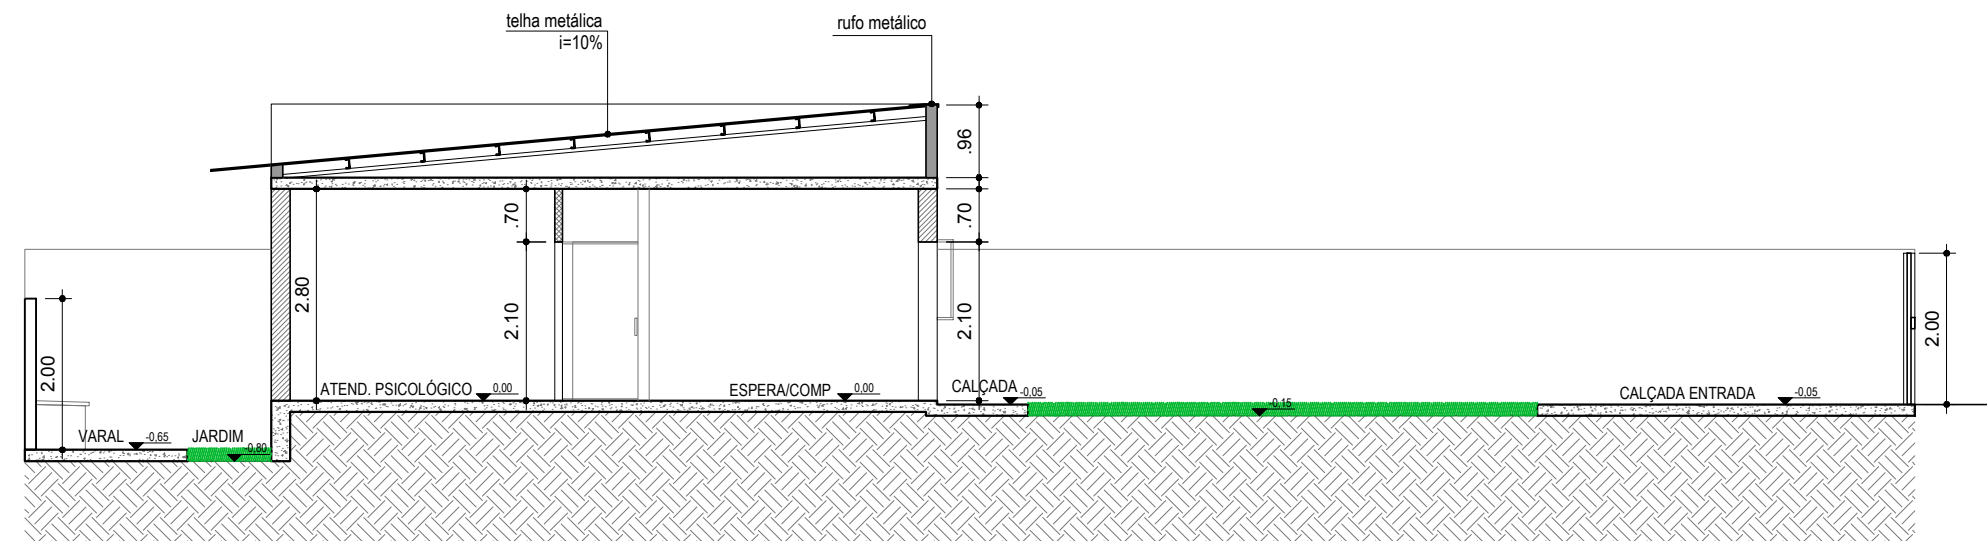 telha metálica
i=10%
rufo metálico
.96
.70
.70
2.80
2.10
2.10
2.00
2.00
ATEND. PSICOLÓGICO 0,00
ESPERA/COMP 0,00
CALÇADA -0,05
-0,15
CALÇADA ENTRADA -0,05
VARAL -0,65
JARDIM -0,80